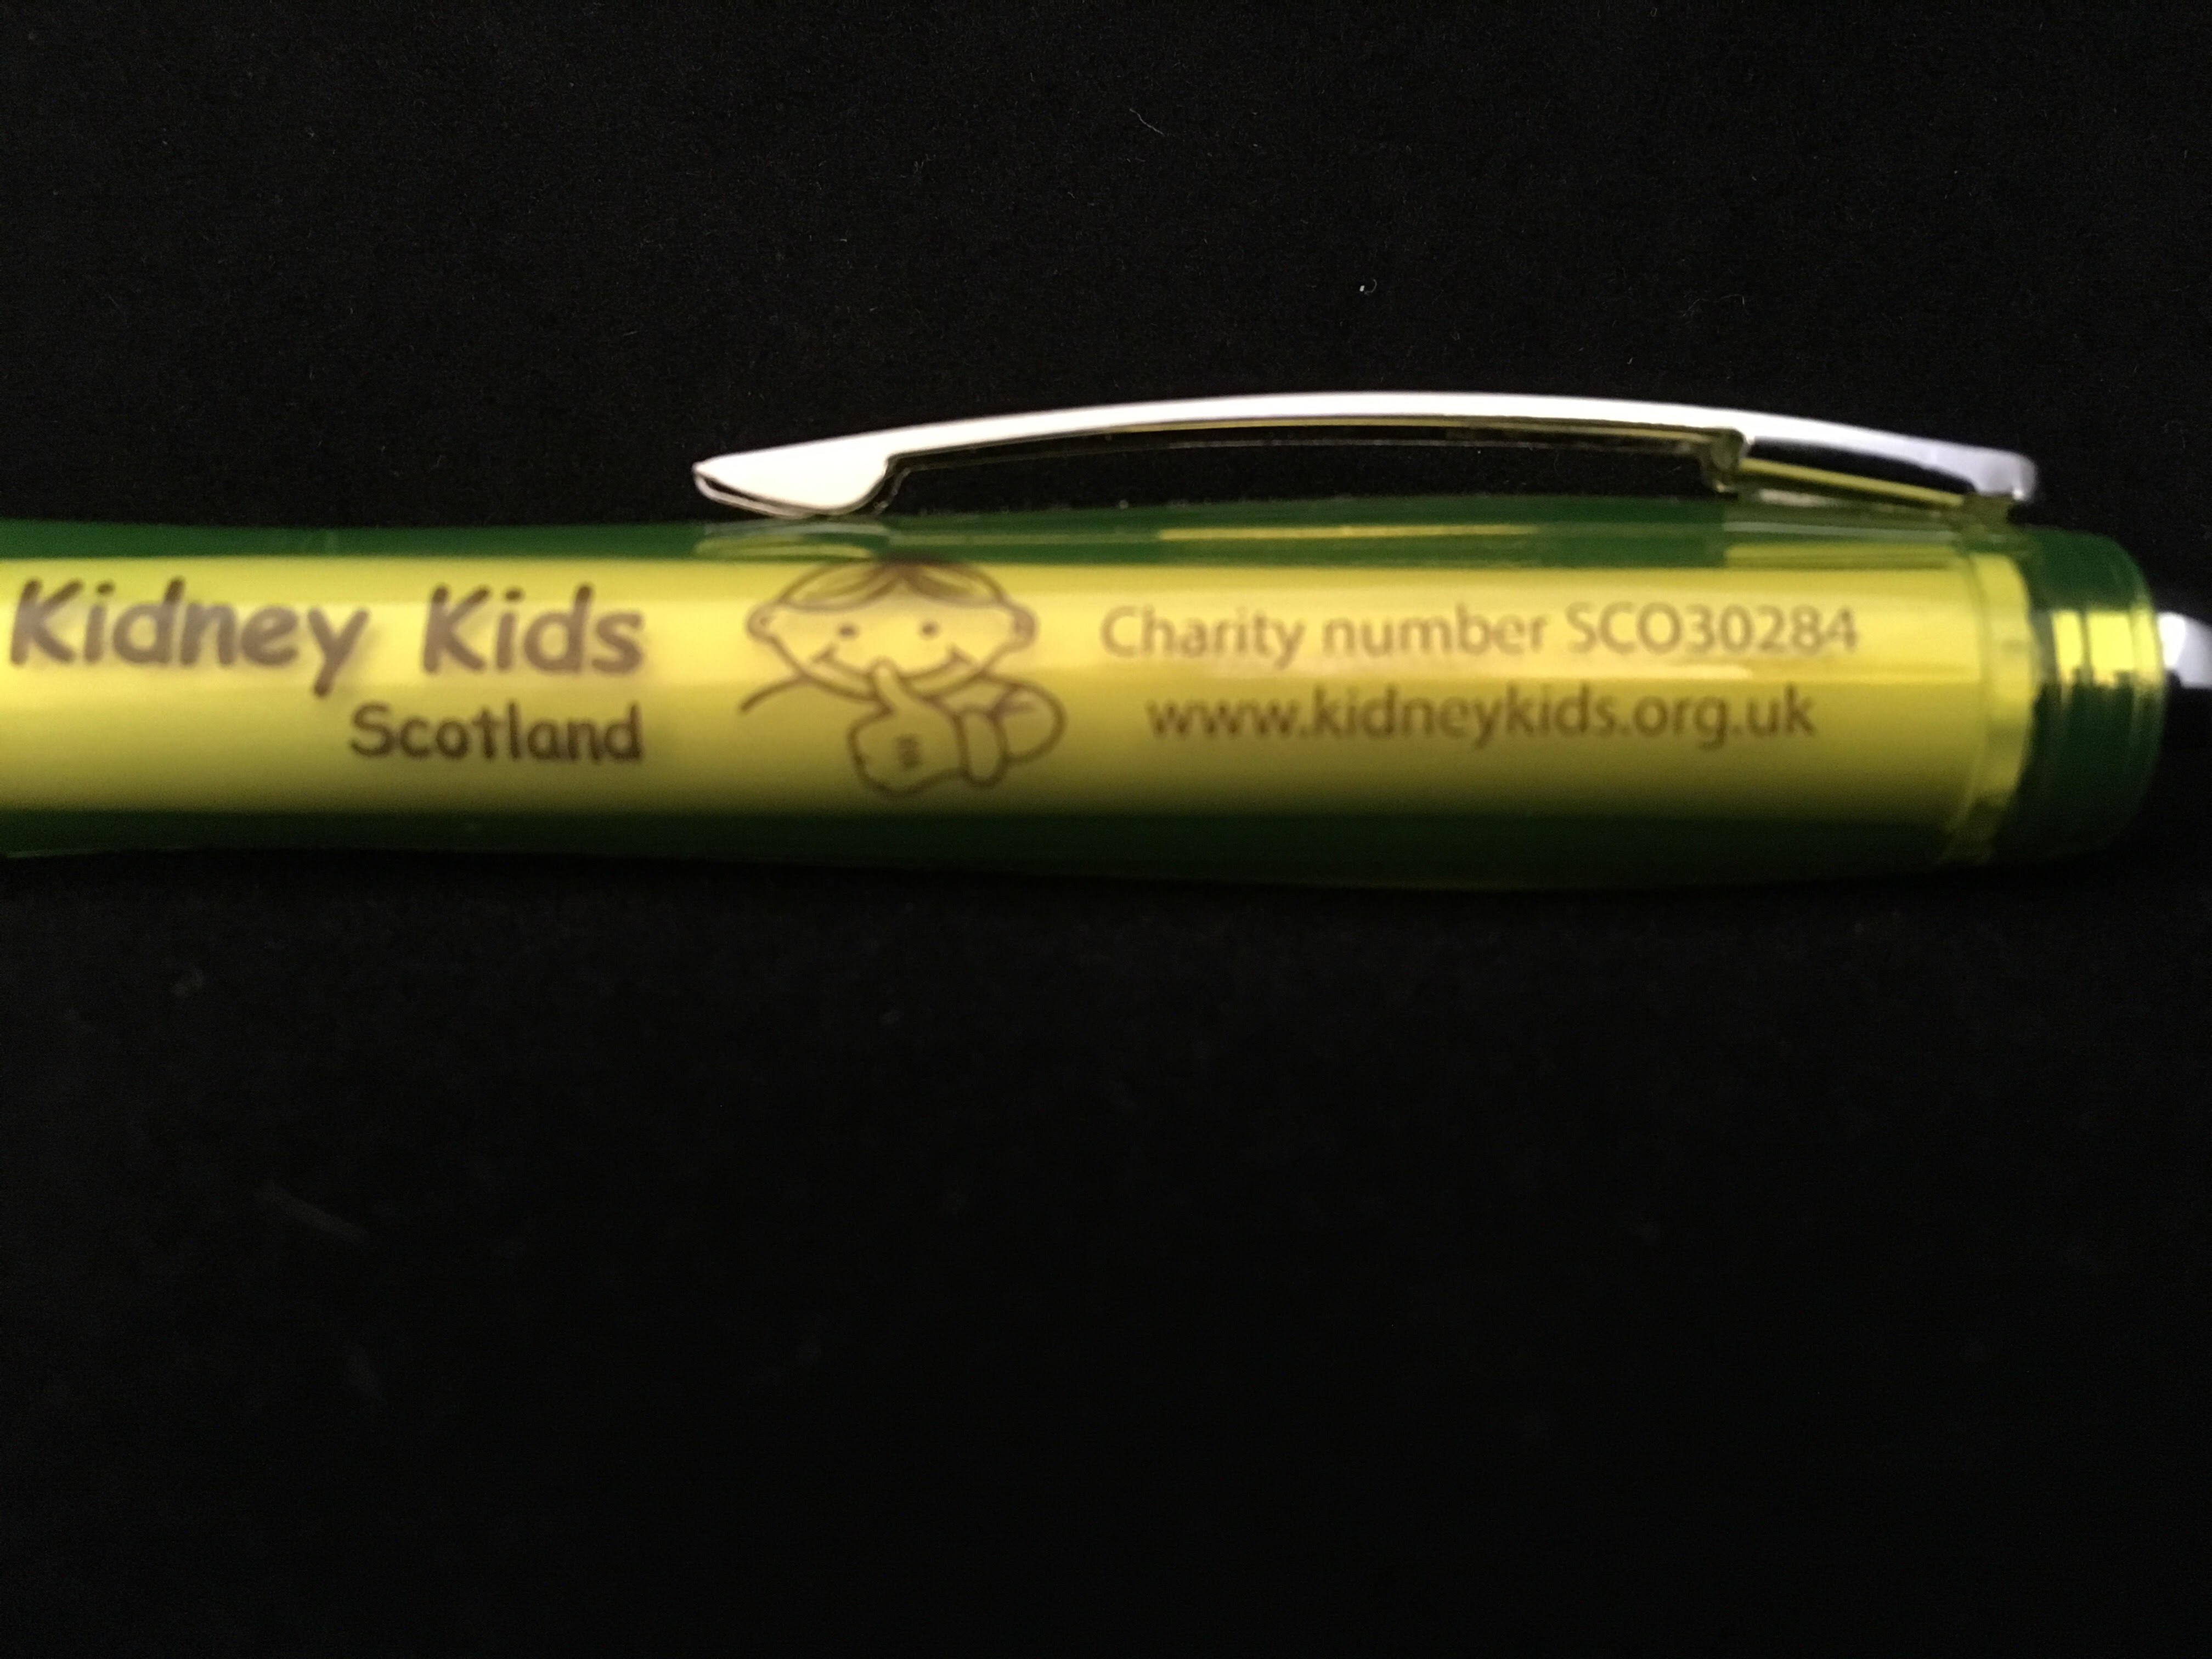 Kidney Kids
Scotland
Charity number SCO30284
www.kidneykids.org.uk